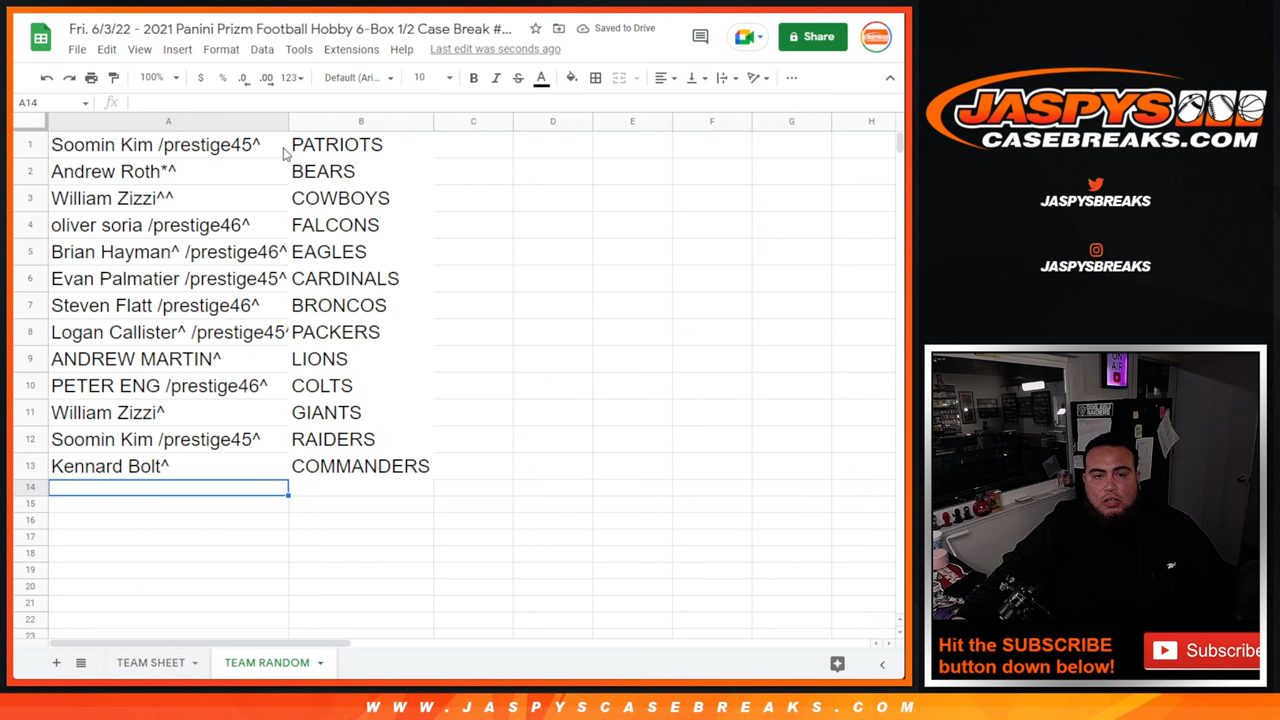 Fri. 6/3/22 - 2021 Panini Prizm Football Hobby 6-Box 1/2 Case Break #...
Saved to Drive
Share
File Edit View Insert Format Data Tools Extensions Help Last edit was seconds ago
100% $ % .0 .00 123 Default (Ari... 10 B I S A
A14 fx
A B C D E F G H
1 Soomin Kim /prestige45^ PATRIOTS
2 Andrew Roth*^ BEARS
3 William Zizzi^^ COWBOYS
4 oliver soria /prestige46^ FALCONS
5 Brian Hayman^ /prestige46^ EAGLES
6 Evan Palmatier /prestige45^ CARDINALS
7 Steven Flatt /prestige46^ BRONCOS
8 Logan Callister^ /prestige45^ PACKERS
9 ANDREW MARTIN^ LIONS
10 PETER ENG /prestige46^ COLTS
11 William Zizzi^ GIANTS
12 Soomin Kim /prestige45^ RAIDERS
13 Kennard Bolt^ COMMANDERS
14
15
16
17
18
19
20
21
22
23
TEAM SHEET TEAM RANDOM
JASPYS
CASEBREAKS.COM
JASPYSBREAKS
JASPYSBREAKS
ON AIR
Hit the SUBSCRIBE
button down below!
Subscribe
WWW.JASPYSCASEBREAKS.COM